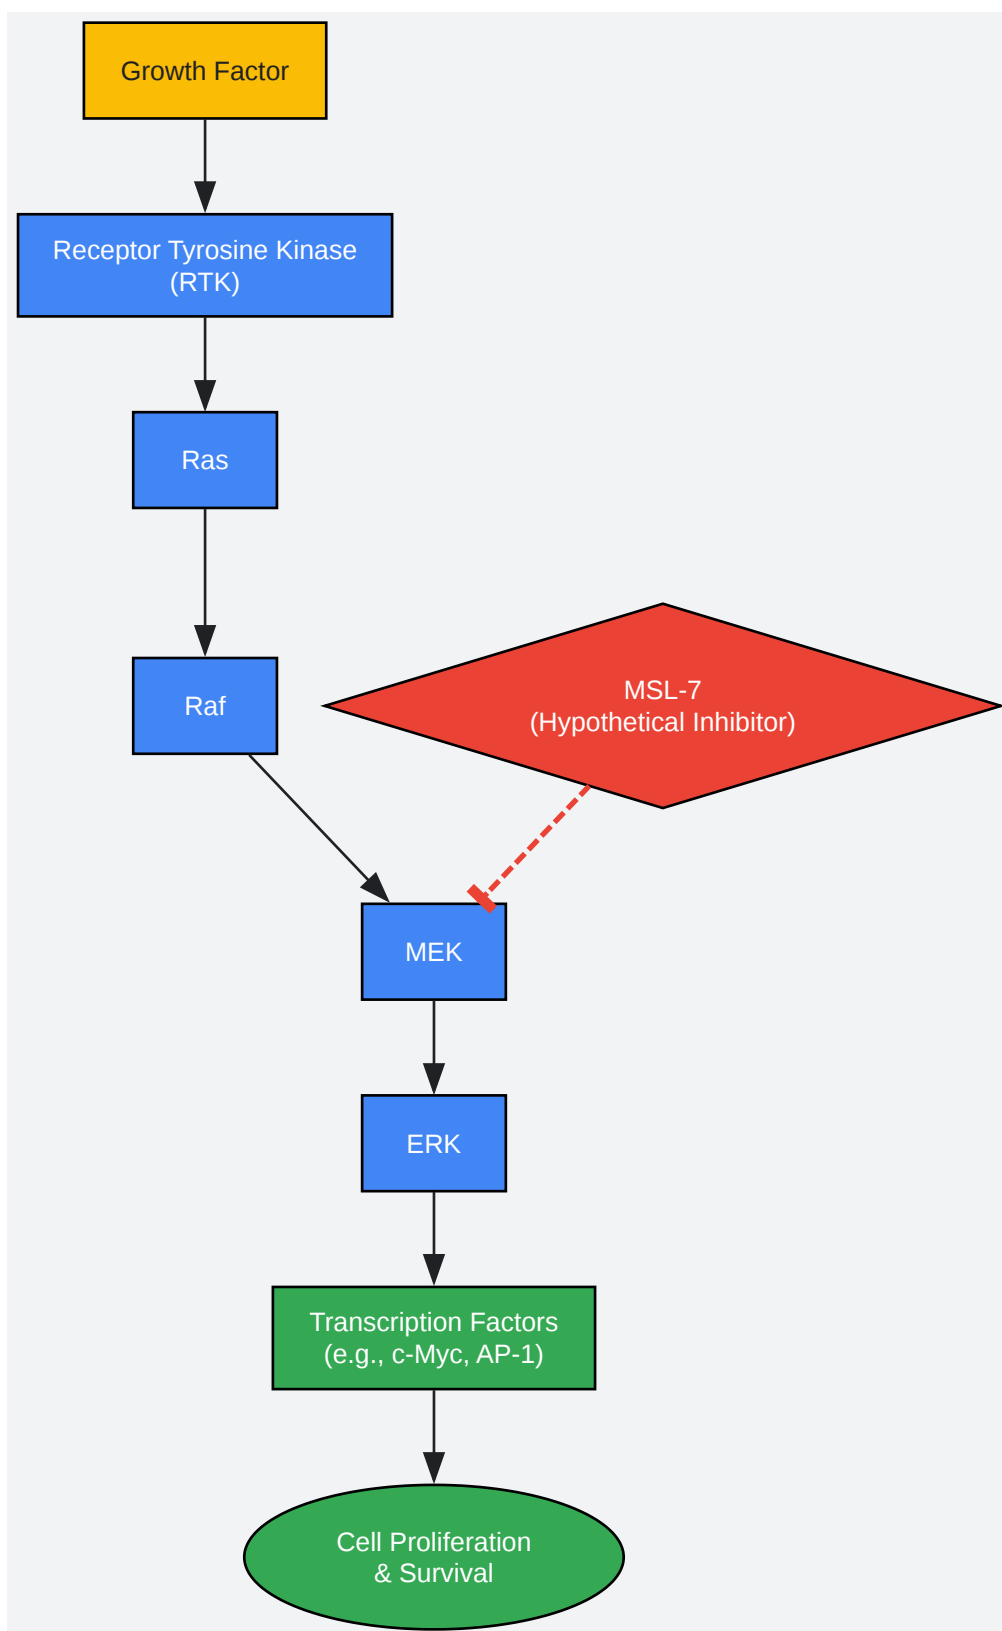 Growth Factor
Receptor Tyrosine Kinase
(RTK)
Ras
Raf
MSL-7
(Hypothetical Inhibitor)
MEK
ERK
Transcription Factors
(e.g., c-Myc, AP-1)
Cell Proliferation
& Survival